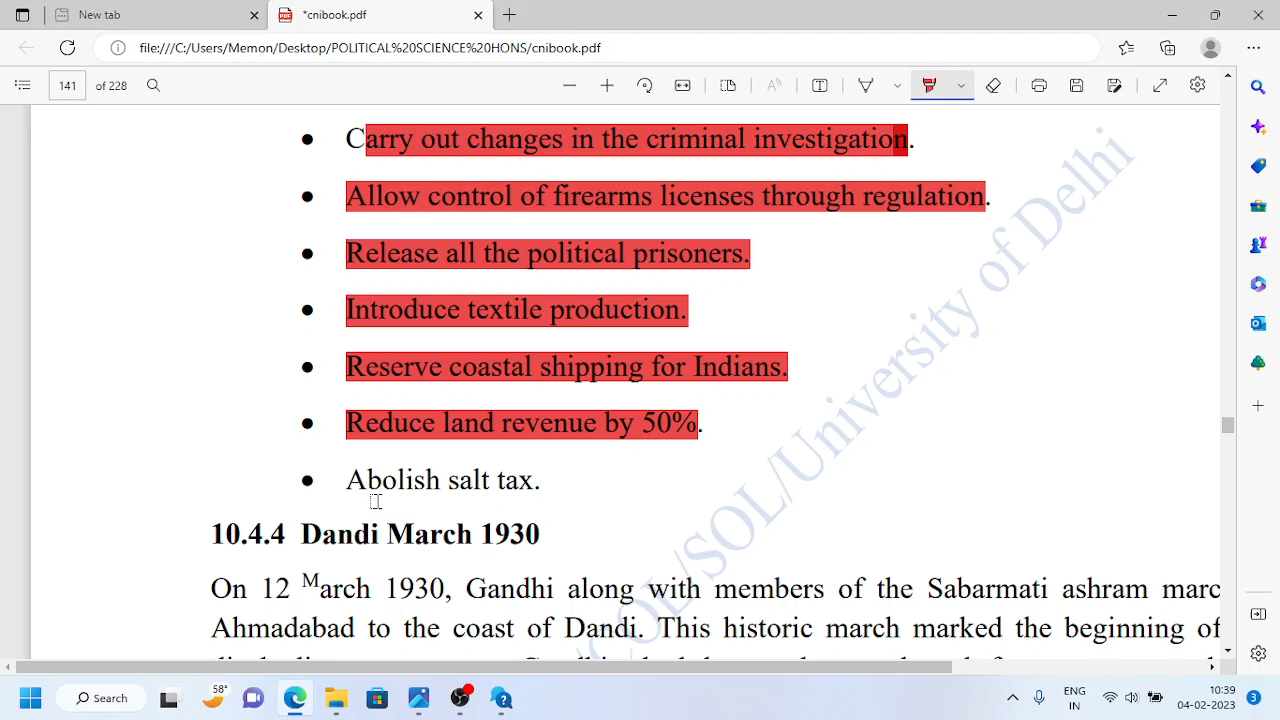 New tab
*cnibook.pdf
file:///C:/Users/Memon/Desktop/POLITICAL%20SCIENCE%20HONS/cnibook.pdf
141 of 228
• Carry out changes in the criminal investigation.
• Allow control of firearms licenses through regulation.
• Release all the political prisoners.
• Introduce textile production.
• Reserve coastal shipping for Indians.
• Reduce land revenue by 50%.
• Abolish salt tax.
10.4.4 Dandi March 1930
On 12 March 1930, Gandhi along with members of the Sabarmati ashram marc
Ahmadabad to the coast of Dandi. This historic march marked the beginning of
COL/SOL/University of Delhi
58°
Search
ENG
IN
10:39
04-02-2023
3